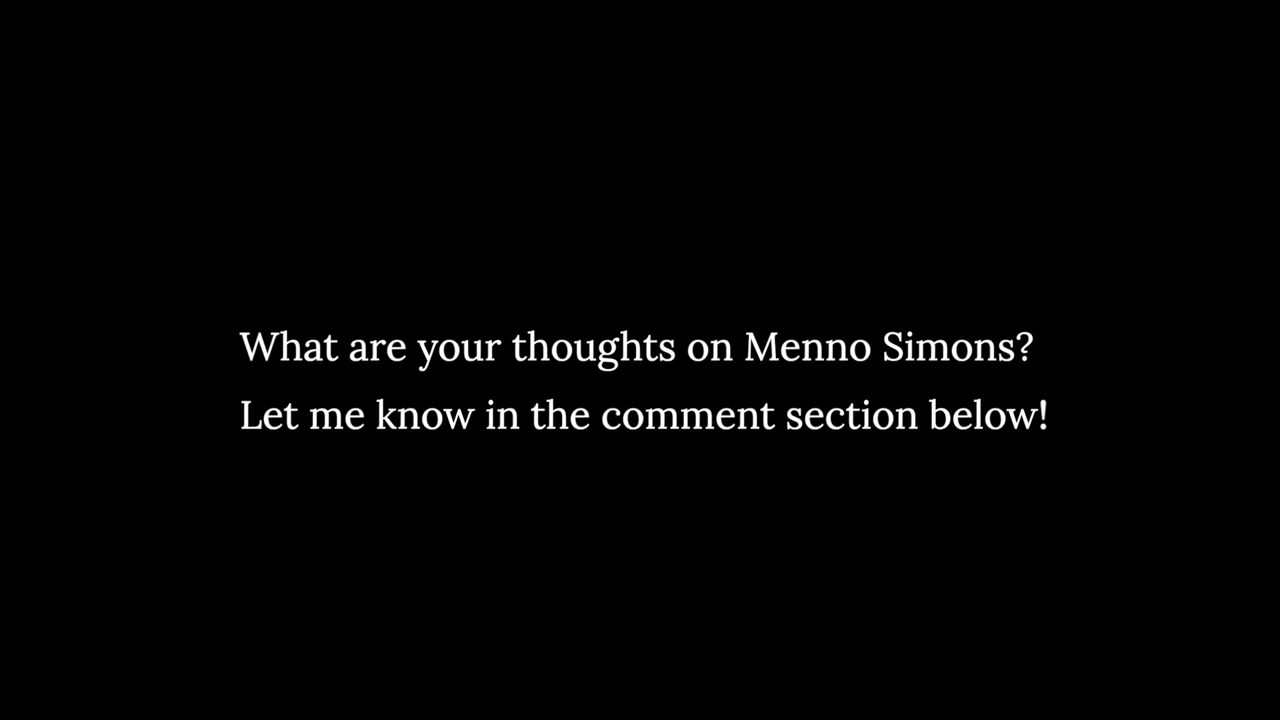 What are your thoughts on Menno Simons?
Let me know in the comment section below!